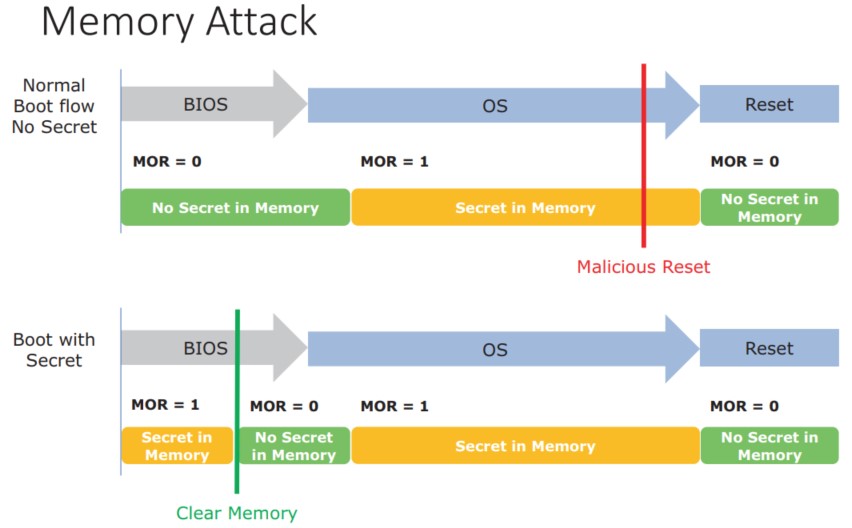 Memory Attack
Normal
Boot flow
No Secret
BIOS
OS
Reset
MOR = 0
MOR = 1
MOR = 0
No Secret in Memory
Secret in Memory
No Secret in
Memory
Malicious Reset
Boot with
Secret
BIOS
OS
Reset
MOR = 1
MOR = 0
MOR = 1
MOR = 0
Secret in
Memory
No Secret
in Memory
Secret in Memory
No Secret in
Memory
Clear Memory